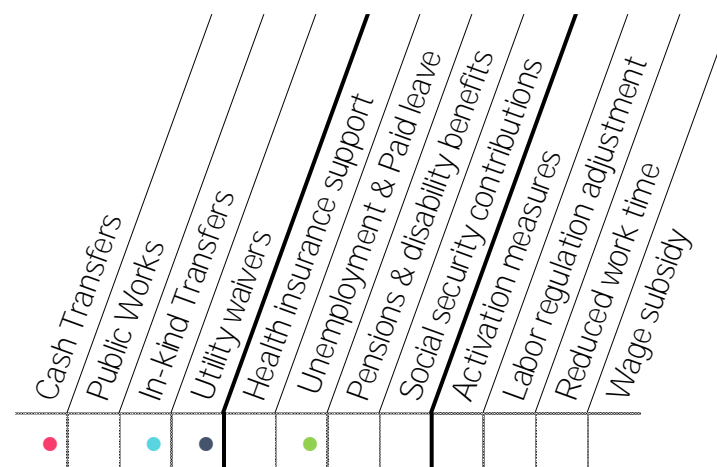 Cash Transfers
Public Works
In-kind Transfers
Utility waivers
Health insurance support
Unemployment & Paid leave
Pensions & disability benefits
Social security contributions
Activation measures
Labor regulation adjustment
Reduced work time
Wage subsidy